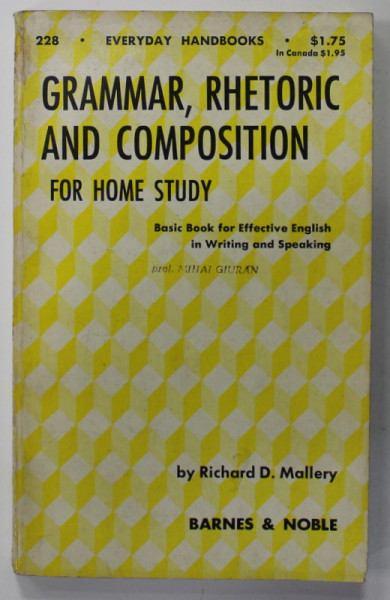 228 • EVERYDAY HANDBOOKS • $1.75
In Canada $1.95
GRAMMAR, RHETORIC
AND COMPOSITION
FOR HOME STUDY
Basic Book for Effective English
in Writing and Speaking
prof. MIHAI GIURAN
by Richard D. Mallery
BARNES & NOBLE